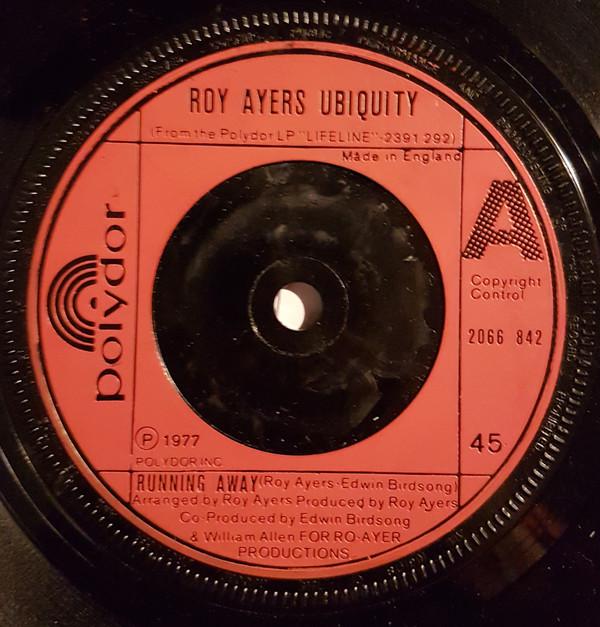 ROY AYERS UBIQUITY
(From the Polydor LP "LIFELINE"-2391 292)
Made in England
A
polydor
Copyright
Control
2066 842
Ⓟ 1977
POLYDOR INC
45
RUNNING AWAY (Roy Ayers-Edwin Birdsong)
Arranged by Roy Ayers Produced by Roy Ayers
Co-Produced by Edwin Birdsong
& William Allen FOR RO-AYER
PRODUCTIONS